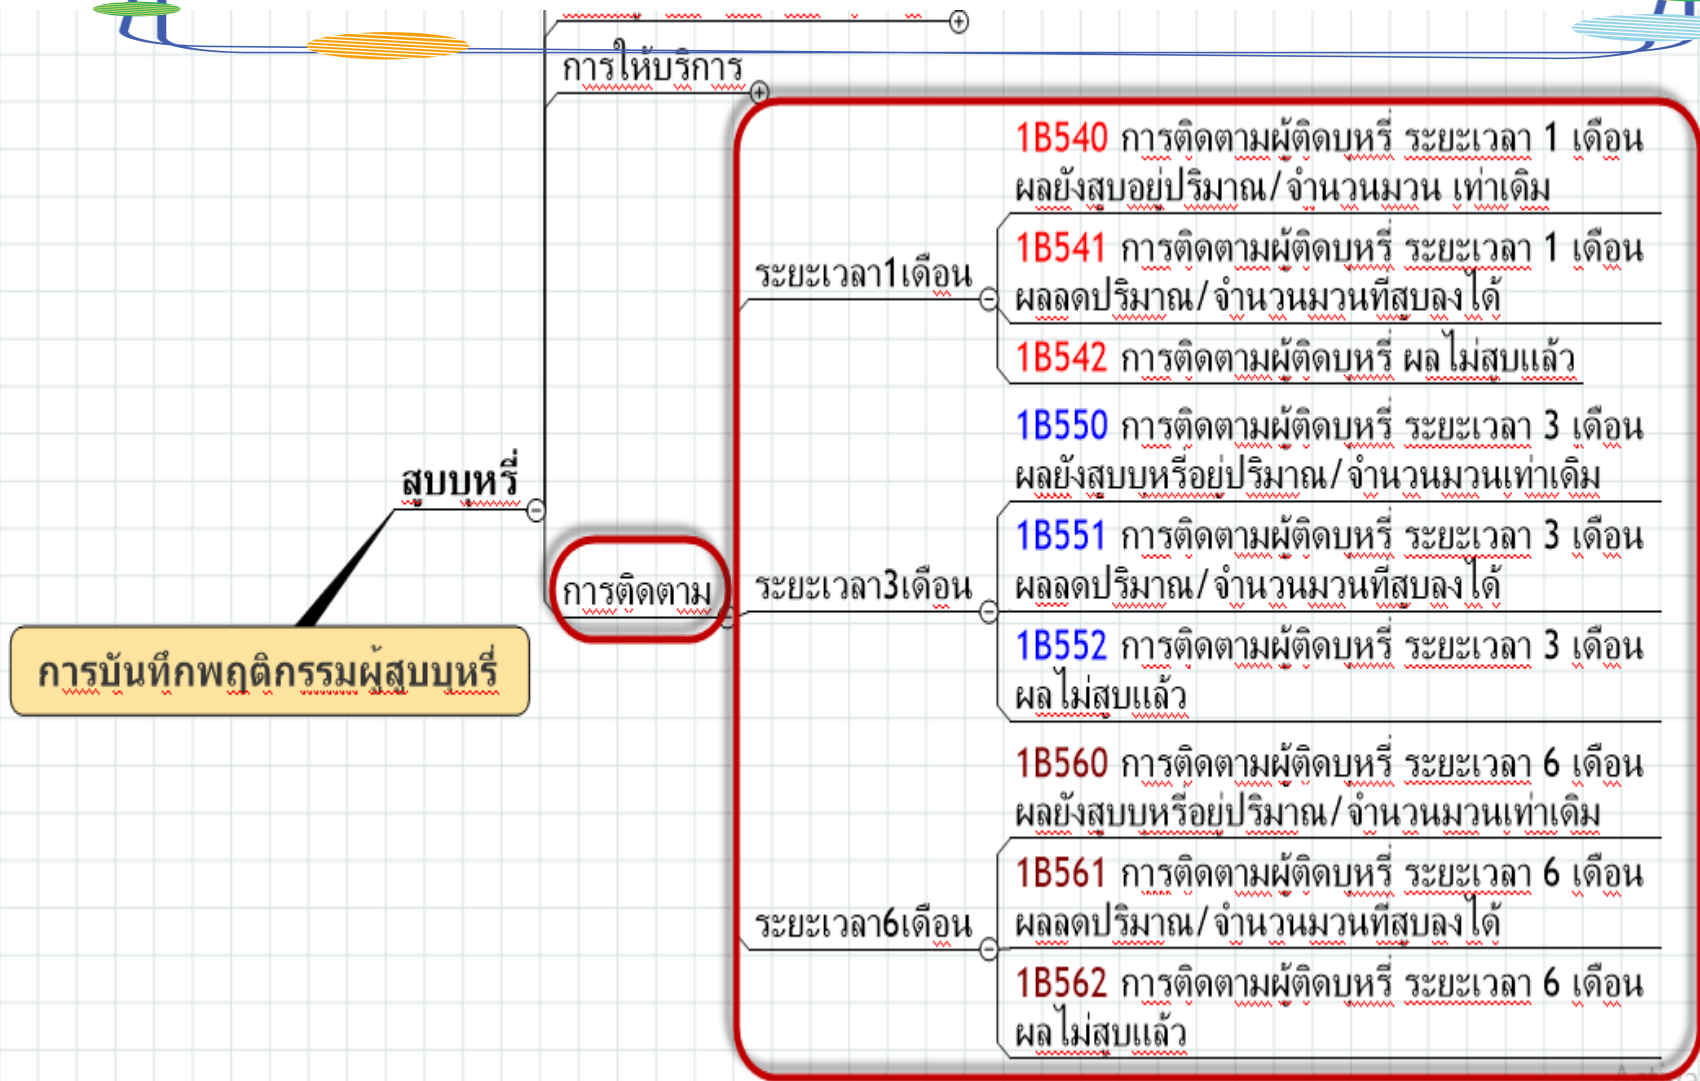 การให้บริการ
1B540 การติดตามผู้ติดบุหรี่ ระยะเวลา 1 เดือน
ผลยังสูบอยู่ปริมาณ/จำนวนมวน เท่าเดิม
ระยะเวลา1เดือน
1B541 การติดตามผู้ติดบุหรี่ ระยะเวลา 1 เดือน
ผลลดปริมาณ/จำนวนมวนที่สูบลงได้
1B542 การติดตามผู้ติดบุหรี่ ผลไม่สูบแล้ว
1B550 การติดตามผู้ติดบุหรี่ ระยะเวลา 3 เดือน
ผลยังสูบบุหรี่อยู่ปริมาณ/จำนวนมวนเท่าเดิม
สูบบุหรี่
การติดตาม
ระยะเวลา3เดือน
1B551 การติดตามผู้ติดบุหรี่ ระยะเวลา 3 เดือน
ผลลดปริมาณ/จำนวนมวนที่สูบลงได้
1B552 การติดตามผู้ติดบุหรี่ ระยะเวลา 3 เดือน
ผลไม่สูบแล้ว
การบันทึกพฤติกรรมผู้สูบบุหรี่
1B560 การติดตามผู้ติดบุหรี่ ระยะเวลา 6 เดือน
ผลยังสูบบุหรี่อยู่ปริมาณ/จำนวนมวนเท่าเดิม
ระยะเวลา6เดือน
1B561 การติดตามผู้ติดบุหรี่ ระยะเวลา 6 เดือน
ผลลดปริมาณ/จำนวนมวนที่สูบลงได้
1B562 การติดตามผู้ติดบุหรี่ ระยะเวลา 6 เดือน
ผลไม่สูบแล้ว